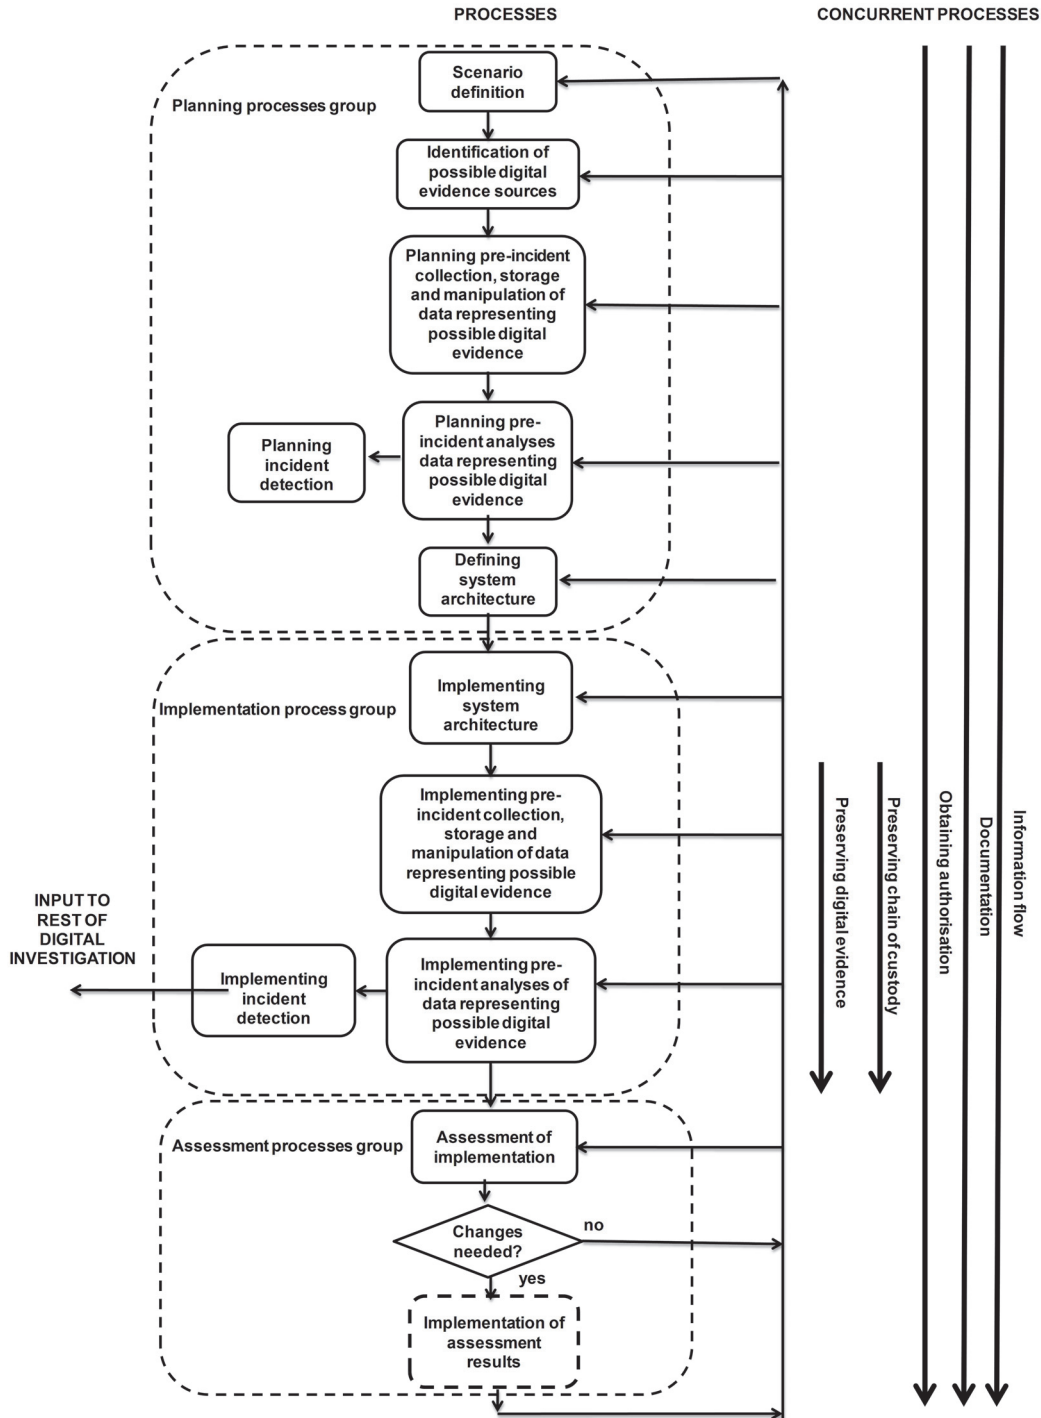 PROCESSES
CONCURRENT PROCESSES
Scenario
definition
Planning processes group
Identification of
possible digital
evidence sources
Planning pre-incident
collection, storage
and manipulation of
data representing
possible digital
evidence
Planning pre-
incident analyses
data representing
possible digital
evidence
Planning
incident
detection
Defining
system
architecture
Implementation process group
Implementing
system
architecture
Implementing pre-
incident collection,
storage and
manipulation of data
representing possible
digital evidence
INPUT TO
REST OF
DIGITAL
INVESTIGATION
Implementing
incident
detection
Implementing pre-
incident analyses of
data representing
possible digital
evidence
Preserving digital evidence
Preserving chain of custody
Obtaining authorisation
Documentation
Information flow
Assessment processes group
Assessment of
implementation
Changes
needed?
no
yes
Implementation of
assessment
results